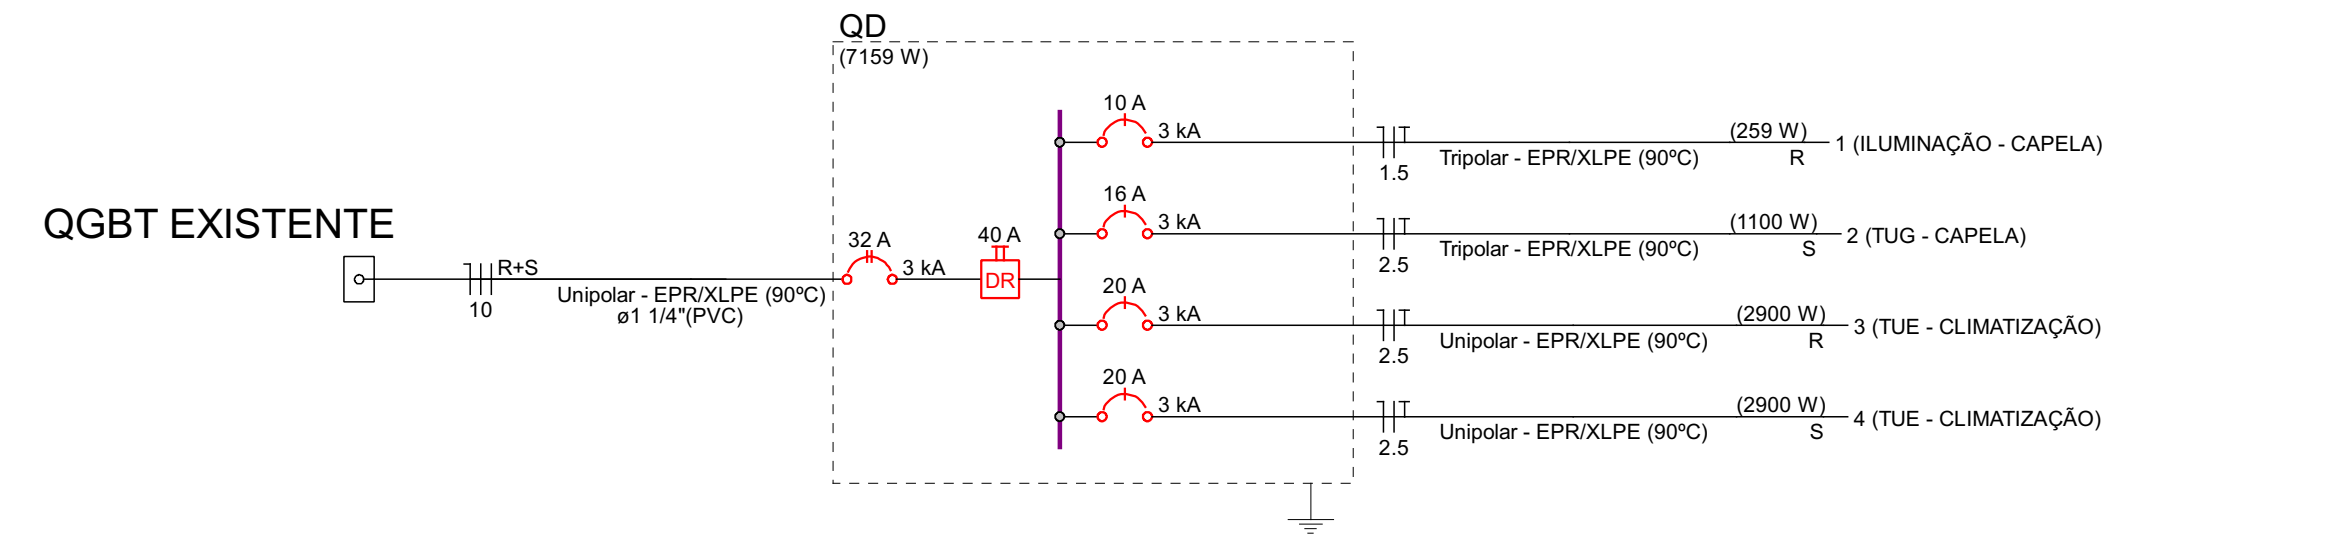 QD
(7159 W)
10 A
3 kA
1.5
Tripolar - EPR/XLPE (90ºC)
(259 W)
R
1 (ILUMINAÇÃO - CAPELA)
16 A
3 kA
2.5
Tripolar - EPR/XLPE (90ºC)
(1100 W)
S
2 (TUG - CAPELA)
QGBT EXISTENTE
R+S
10
Unipolar - EPR/XLPE (90ºC)
ø1 1/4"(PVC)
32 A
3 kA
40 A
DR
20 A
3 kA
2.5
Unipolar - EPR/XLPE (90ºC)
(2900 W)
R
3 (TUE - CLIMATIZAÇÃO)
20 A
3 kA
2.5
Unipolar - EPR/XLPE (90ºC)
(2900 W)
S
4 (TUE - CLIMATIZAÇÃO)